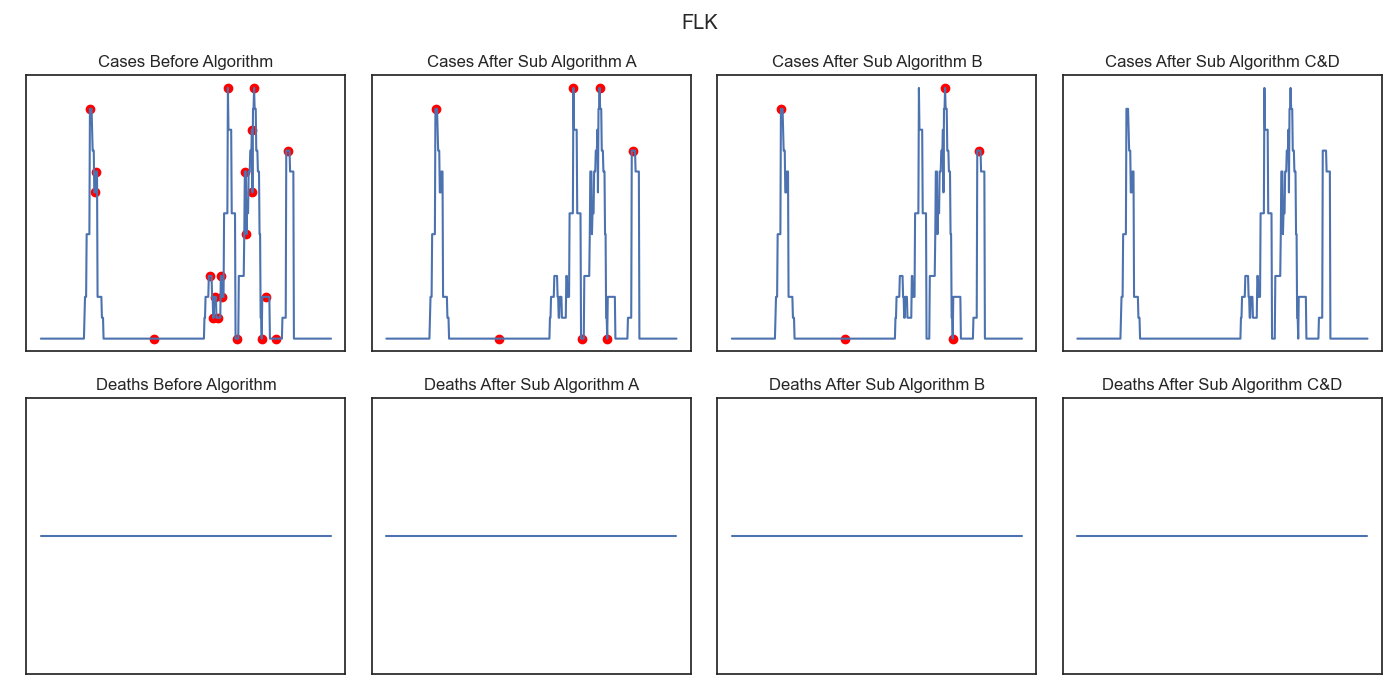 FLK
Cases Before Algorithm
Cases After Sub Algorithm A
Cases After Sub Algorithm B
Cases After Sub Algorithm C&D
Deaths Before Algorithm
Deaths After Sub Algorithm A
Deaths After Sub Algorithm B
Deaths After Sub Algorithm C&D